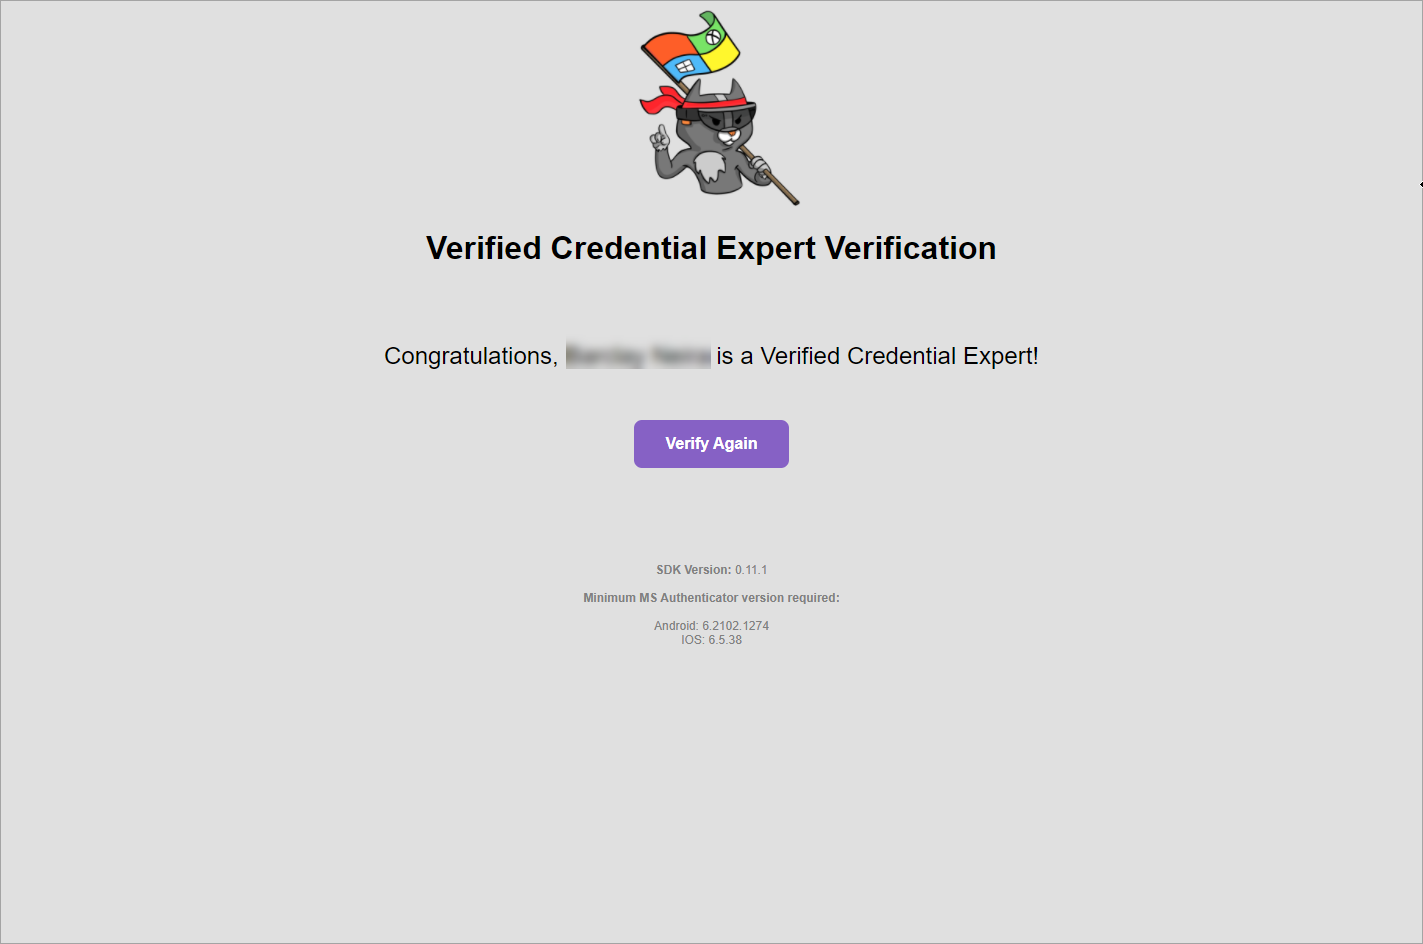 Verified Credential Expert Verification
Congratulations, is a Verified Credential Expert!
Verify Again
SDK Version: 0.11.1
Minimum MS Authenticator version required:
Android: 6.2102.1274
IOS: 6.5.38